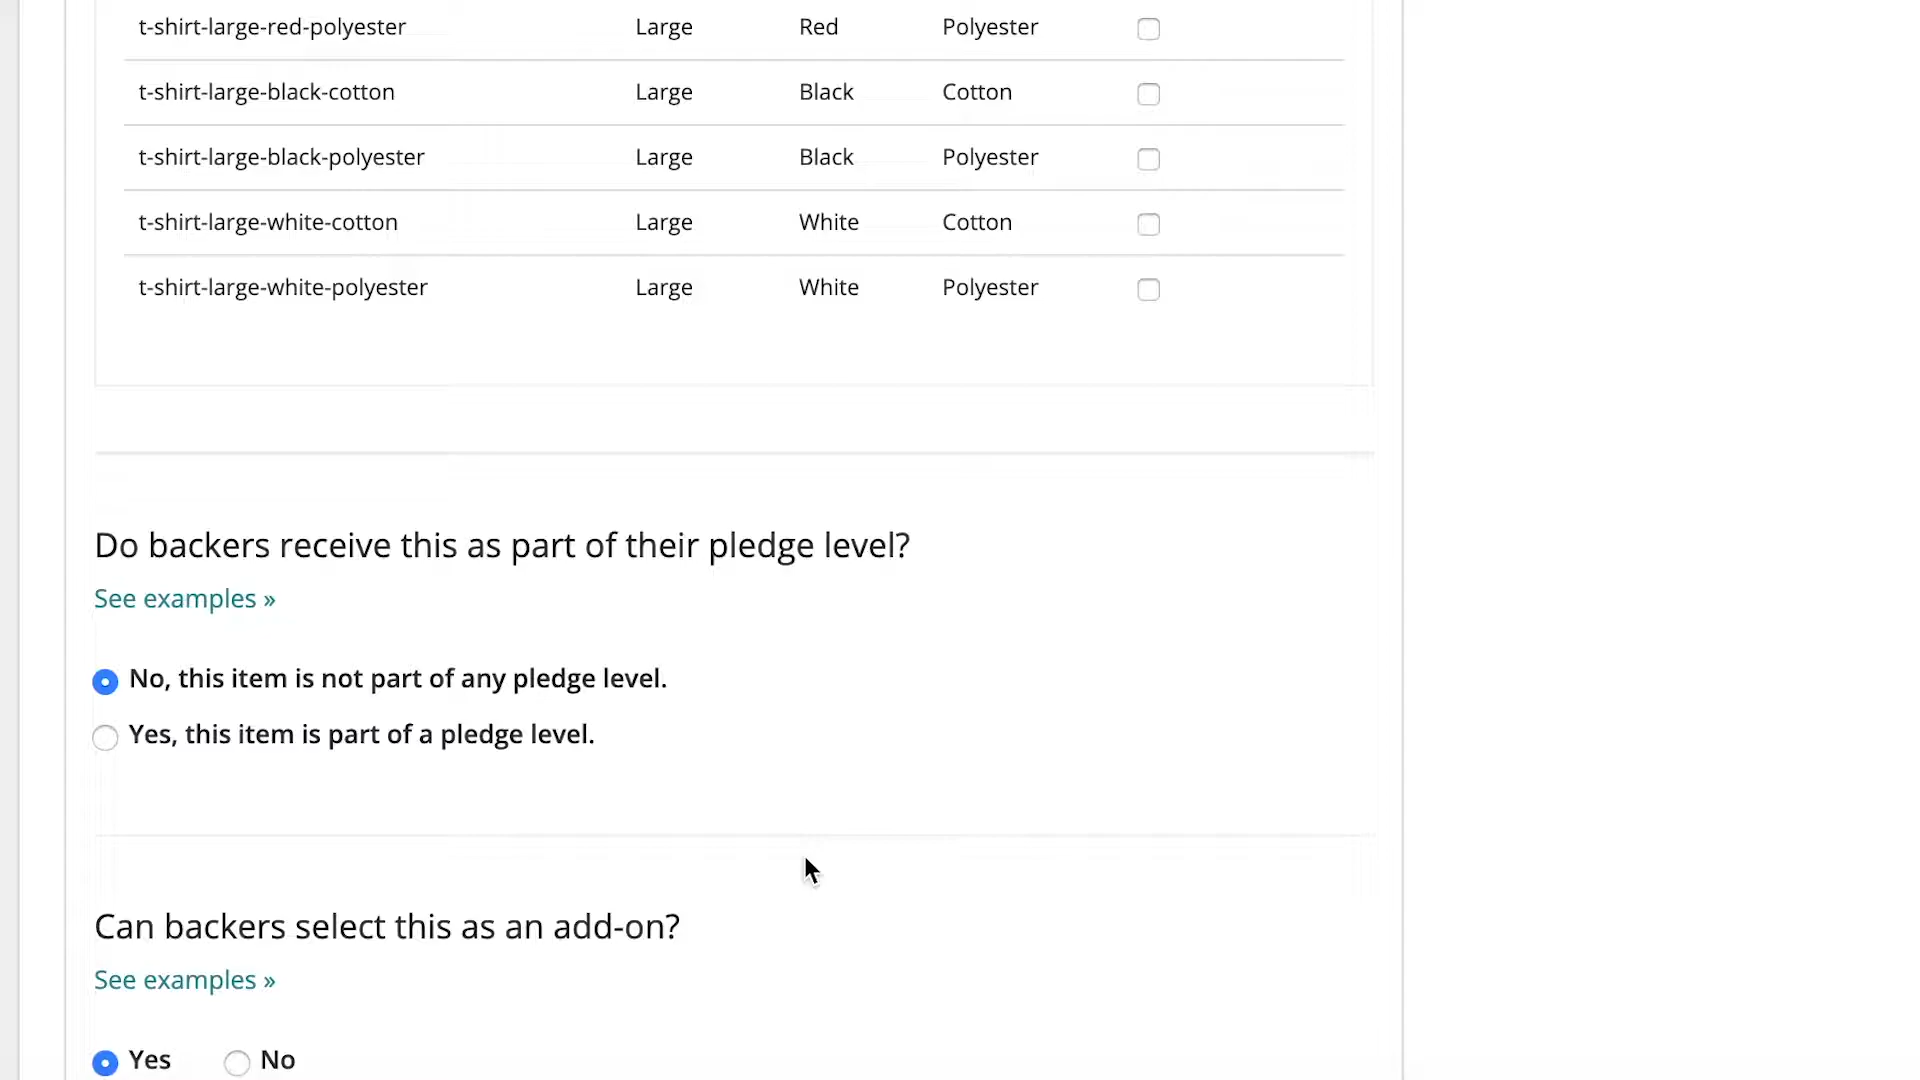 t-shirt-large-red-polyester Large Red Polyester
t-shirt-large-black-cotton Large Black Cotton
t-shirt-large-black-polyester Large Black Polyester
t-shirt-large-white-cotton Large White Cotton
t-shirt-large-white-polyester Large White Polyester
Do backers receive this as part of their pledge level?
See examples »
No, this item is not part of any pledge level.
Yes, this item is part of a pledge level.
Can backers select this as an add-on?
See examples »
Yes No